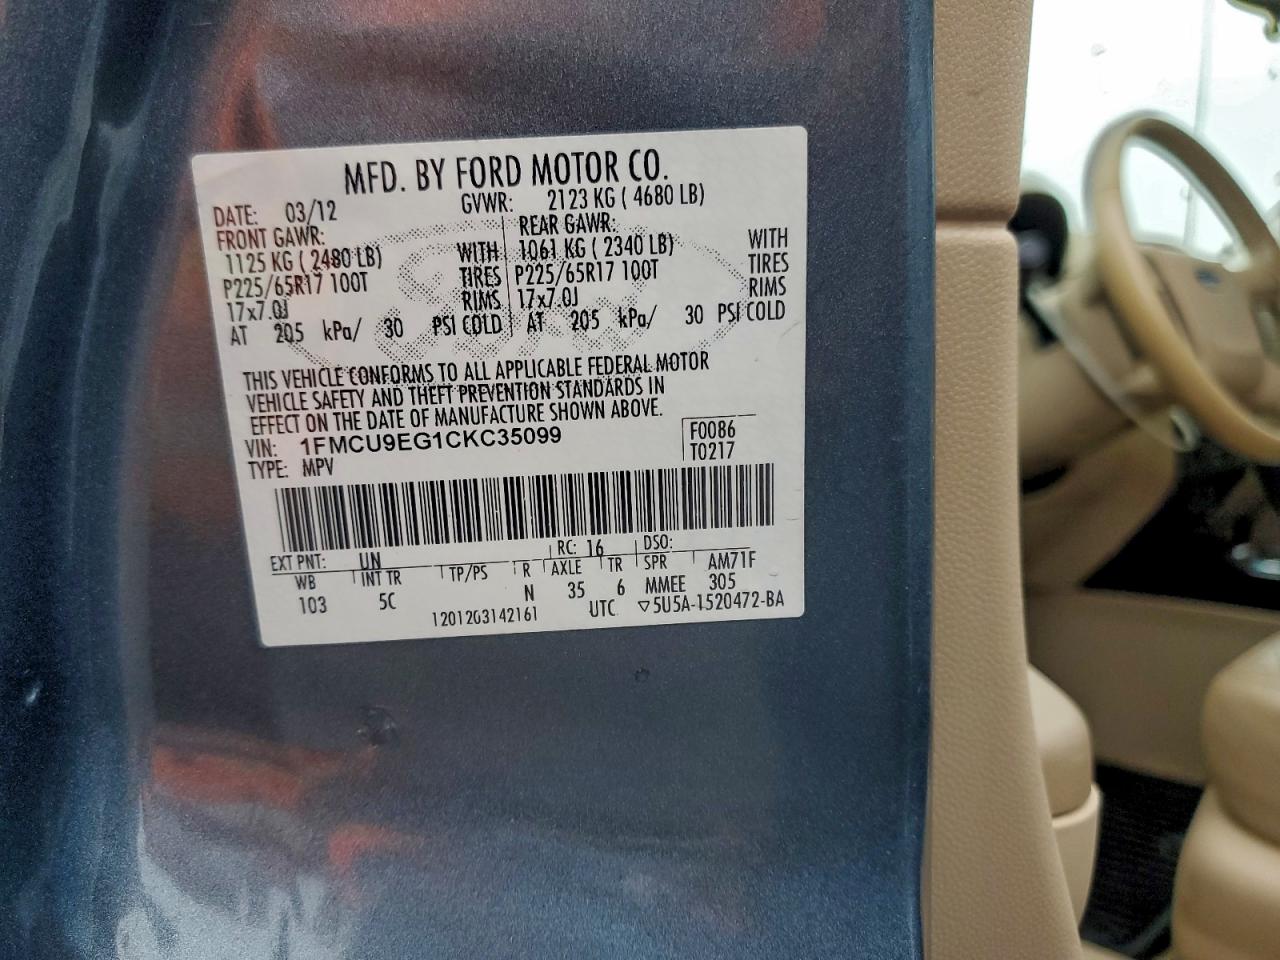 MFD. BY FORD MOTOR CO.
DATE: 03/12 GVWR: 2123 KG ( 4680 LB)
FRONT GAWR: REAR GAWR:
1125 KG ( 2480 LB) WITH 1061 KG ( 2340 LB) WITH
P225/65R17 100T TIRES P225/65R17 100T TIRES
17x7.0J RIMS 17x7.0J RIMS
AT 205 kPa/ 30 PSI COLD AT 205 kPa/ 30 PSI COLD
THIS VEHICLE CONFORMS TO ALL APPLICABLE FEDERAL MOTOR
VEHICLE SAFETY AND THEFT PREVENTION STANDARDS IN
EFFECT ON THE DATE OF MANUFACTURE SHOWN ABOVE.
VIN: 1FMCU9EG1CKC35099 F0086
TYPE: MPV T0217
EXT PNT: UN RC: 16 DSO:
WB INT TR TP/PS R AXLE TR SPR AM71F
103 5C N 35 6 MMEE 305
1201203142161 UTC ▽5U5A-1520472-BA